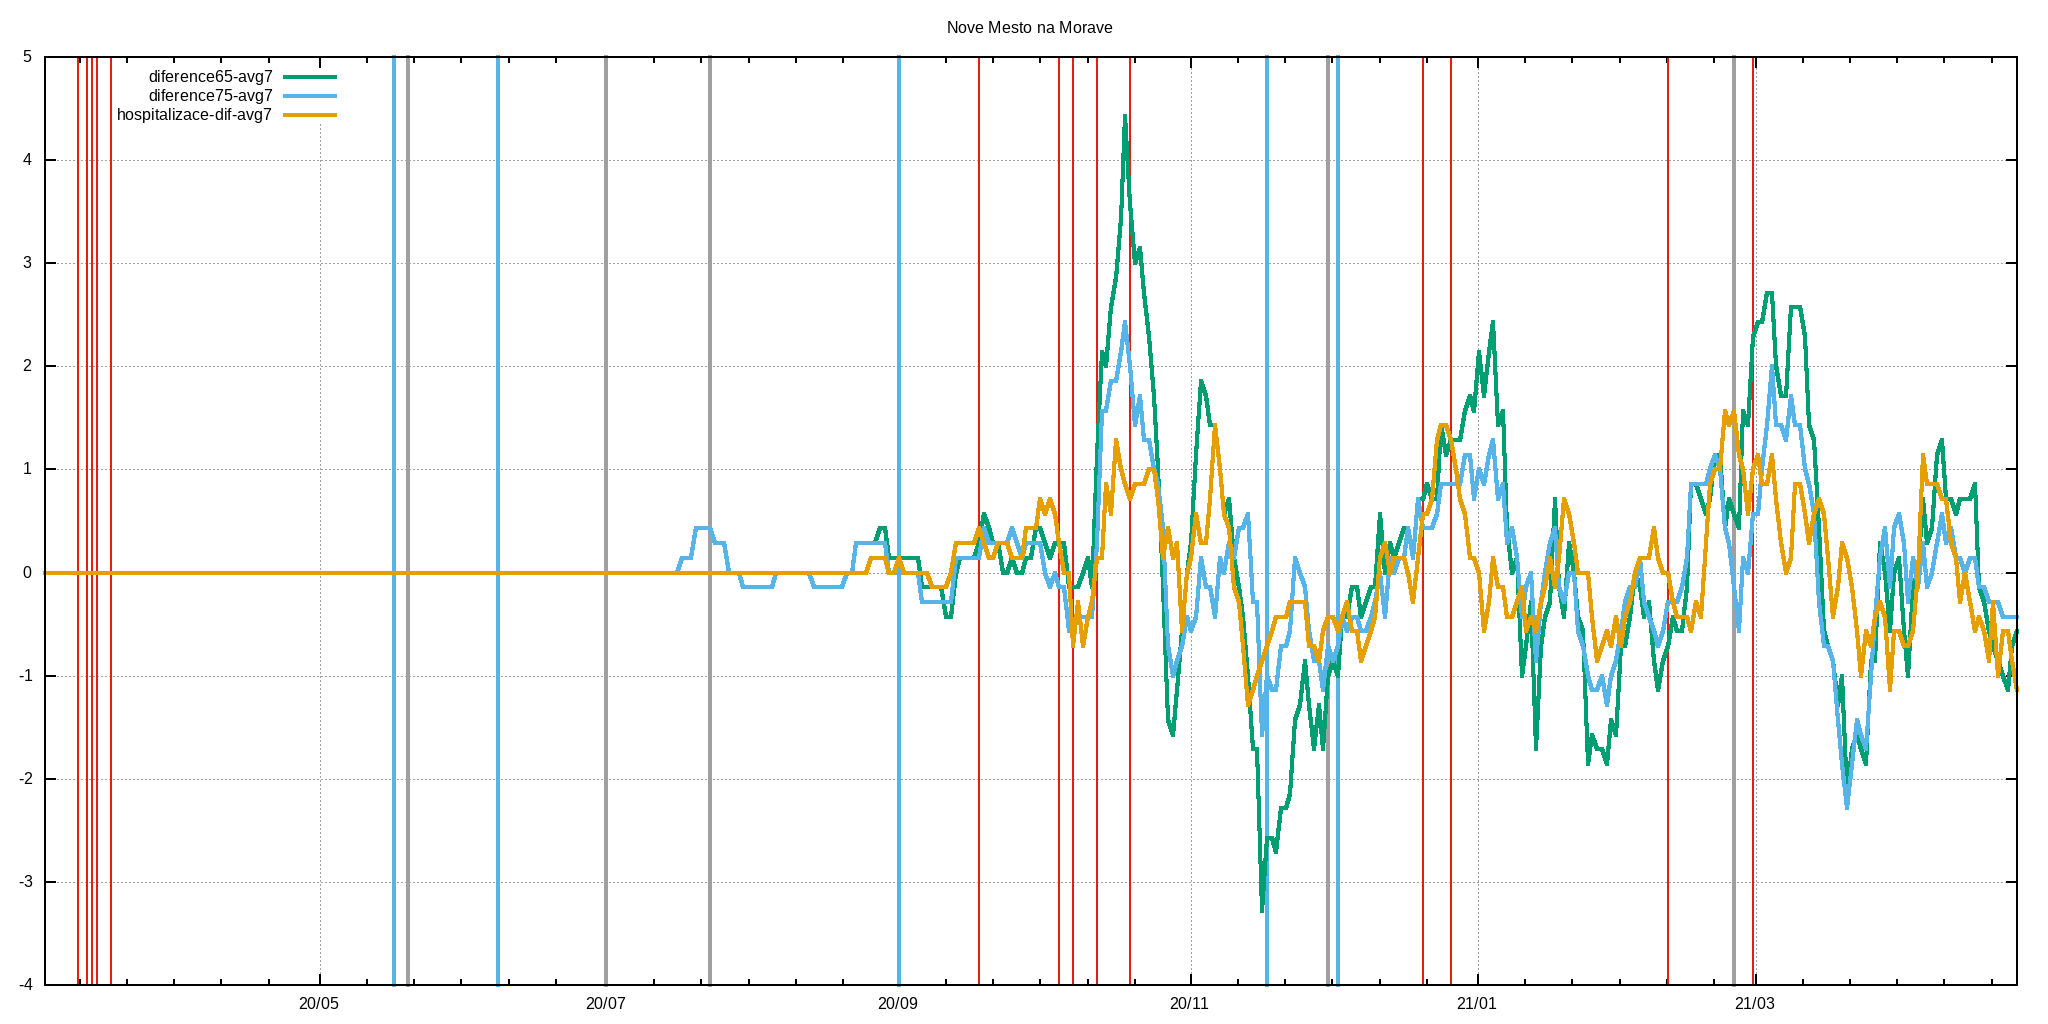 Nove Mesto na Morave
5
diference65-avg7
diference75-avg7
hospitalizace-dif-avg7
4
3
2
1
0
-1
-2
-3
-4
20/05 20/07 20/09 20/11 21/01 21/03